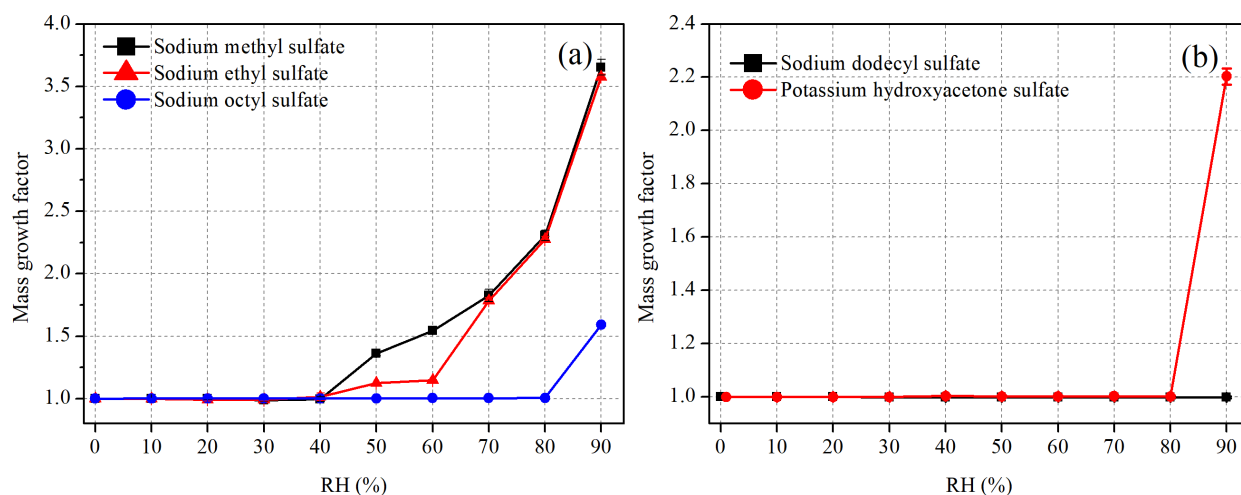 (a)
Sodium methyl sulfate
Sodium ethyl sulfate
Sodium octyl sulfate
Mass growth factor
4.0
3.5
3.0
2.5
2.0
1.5
1.0
0 10 20 30 40 50 60 70 80 90
RH (%)
(b)
Sodium dodecyl sulfate
Potassium hydroxyacetone sulfate
Mass growth factor
2.4
2.2
2.0
1.8
1.6
1.4
1.2
1.0
0 10 20 30 40 50 60 70 80 90
RH (%)